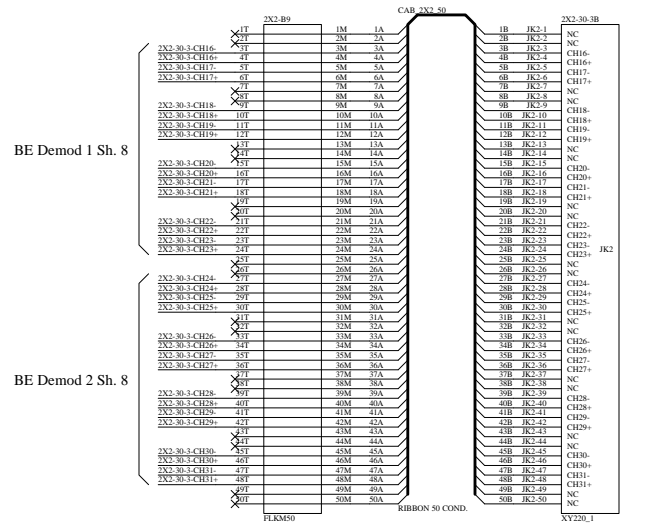 CAB_2X2_50
2X2-B9 2X2-30-3B
1T 1M 1A 1B JK2-1 NC
2T 2M 2A 2B JK2-2 NC
2X2-30-3-CH16- 3T 3M 3A 3B JK2-3 CH16-
2X2-30-3-CH16+ 4T 4M 4A 4B JK2-4 CH16+
2X2-30-3-CH17- 5T 5M 5A 5B JK2-5 CH17-
2X2-30-3-CH17+ 6T 6M 6A 6B JK2-6 CH17+
7T 7M 7A 7B JK2-7 NC
8T 8M 8A 8B JK2-8 NC
2X2-30-3-CH18- 9T 9M 9A 9B JK2-9 CH18-
2X2-30-3-CH18+ 10T 10M 10A 10B JK2-10 CH18+
2X2-30-3-CH19- 11T 11M 11A 11B JK2-11 CH19-
2X2-30-3-CH19+ 12T 12M 12A 12B JK2-12 CH19+
13T 13M 13A 13B JK2-13 NC
BE Demod 1 Sh. 8
14T 14M 14A 14B JK2-14 NC
2X2-30-3-CH20- 15T 15M 15A 15B JK2-15 CH20-
2X2-30-3-CH20+ 16T 16M 16A 16B JK2-16 CH20+
2X2-30-3-CH21- 17T 17M 17A 17B JK2-17 CH21-
2X2-30-3-CH21+ 18T 18M 18A 18B JK2-18 CH21+
19T 19M 19A 19B JK2-19 NC
20T 20M 20A 20B JK2-20 NC
2X2-30-3-CH22- 21T 21M 21A 21B JK2-21 CH22-
2X2-30-3-CH22+ 22T 22M 22A 22B JK2-22 CH22+
2X2-30-3-CH23- 23T 23M 23A 23B JK2-23 CH23-
2X2-30-3-CH23+ 24T 24M 24A 24B JK2-24 CH23+ JK2
25T 25M 25A 25B JK2-25 NC
26T 26M 26A 26B JK2-26 NC
2X2-30-3-CH24- 27T 27M 27A 27B JK2-27 CH24-
2X2-30-3-CH24+ 28T 28M 28A 28B JK2-28 CH24+
2X2-30-3-CH25- 29T 29M 29A 29B JK2-29 CH25-
2X2-30-3-CH25+ 30T 30M 30A 30B JK2-30 CH25+
31T 31M 31A 31B JK2-31 NC
32T 32M 32A 32B JK2-32 NC
2X2-30-3-CH26- 33T 33M 33A 33B JK2-33 CH26-
2X2-30-3-CH26+ 34T 34M 34A 34B JK2-34 CH26+
2X2-30-3-CH27- 35T 35M 35A 35B JK2-35 CH27-
2X2-30-3-CH27+ 36T 36M 36A 36B JK2-36 CH27+
37T 37M 37A 37B JK2-37 NC
BE Demod 2 Sh. 8
38T 38M 38A 38B JK2-38 NC
2X2-30-3-CH28- 39T 39M 39A 39B JK2-39 CH28-
2X2-30-3-CH28+ 40T 40M 40A 40B JK2-40 CH28+
2X2-30-3-CH29- 41T 41M 41A 41B JK2-41 CH29-
2X2-30-3-CH29+ 42T 42M 42A 42B JK2-42 CH29+
43T 43M 43A 43B JK2-43 NC
44T 44M 44A 44B JK2-44 NC
2X2-30-3-CH30- 45T 45M 45A 45B JK2-45 CH30-
2X2-30-3-CH30+ 46T 46M 46A 46B JK2-46 CH30+
2X2-30-3-CH31- 47T 47M 47A 47B JK2-47 CH31-
2X2-30-3-CH31+ 48T 48M 48A 48B JK2-48 CH31+
49T 49M 49A 49B JK2-49 NC
50T 50M 50A 50B JK2-50 NC
RIBBON 50 COND.
FLKM50 XY220_1